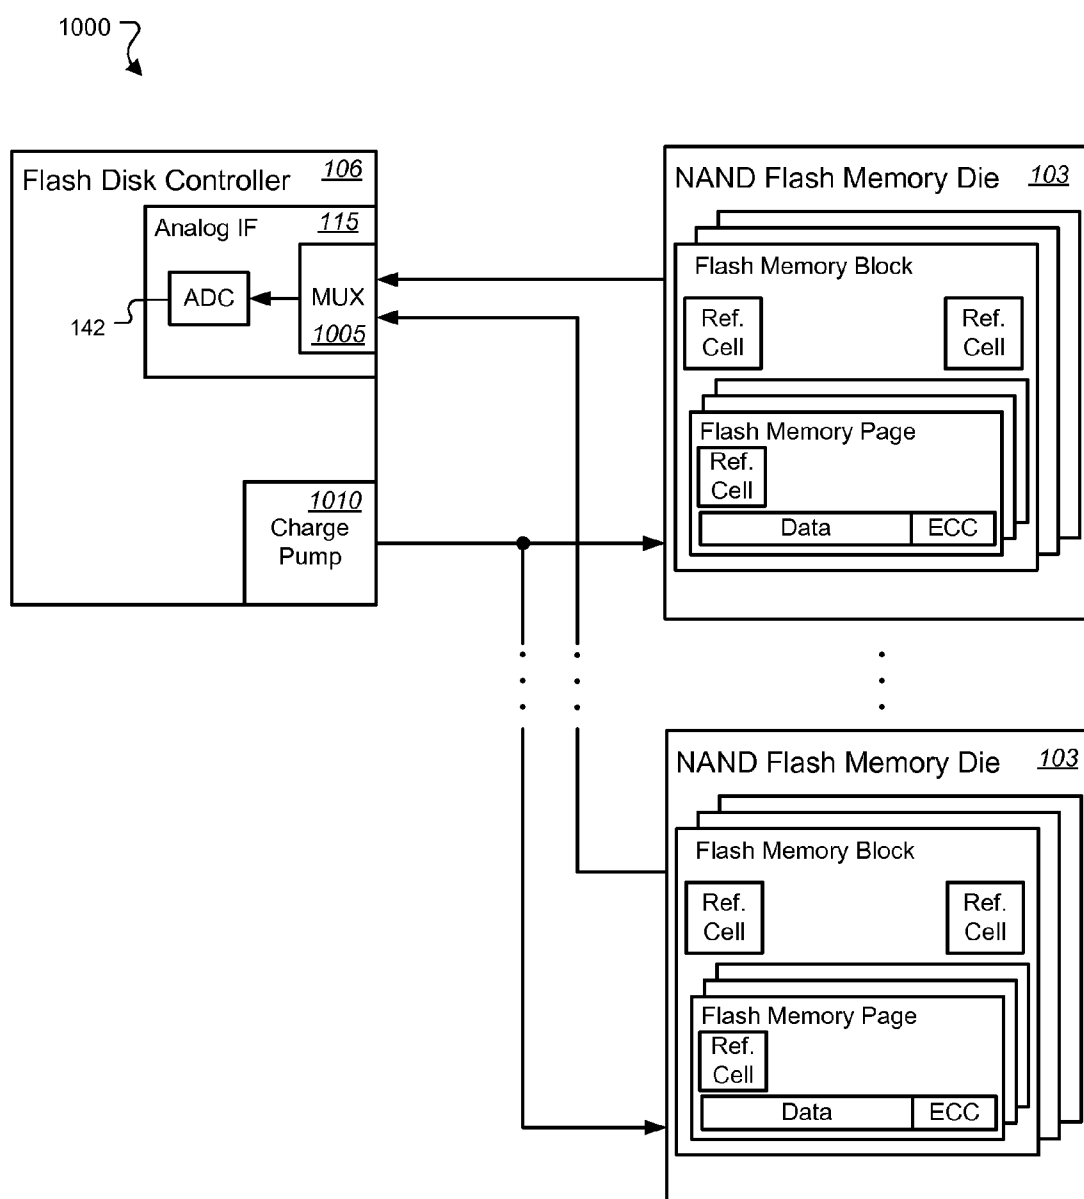 1000
Flash Disk Controller 106
Analog IF 115
ADC
MUX
1005
142
1010
Charge
Pump
NAND Flash Memory Die 103
Flash Memory Block
Ref.
Cell
Ref.
Cell
Flash Memory Page
Ref.
Cell
Data ECC
NAND Flash Memory Die 103
Flash Memory Block
Ref.
Cell
Ref.
Cell
Flash Memory Page
Ref.
Cell
Data ECC